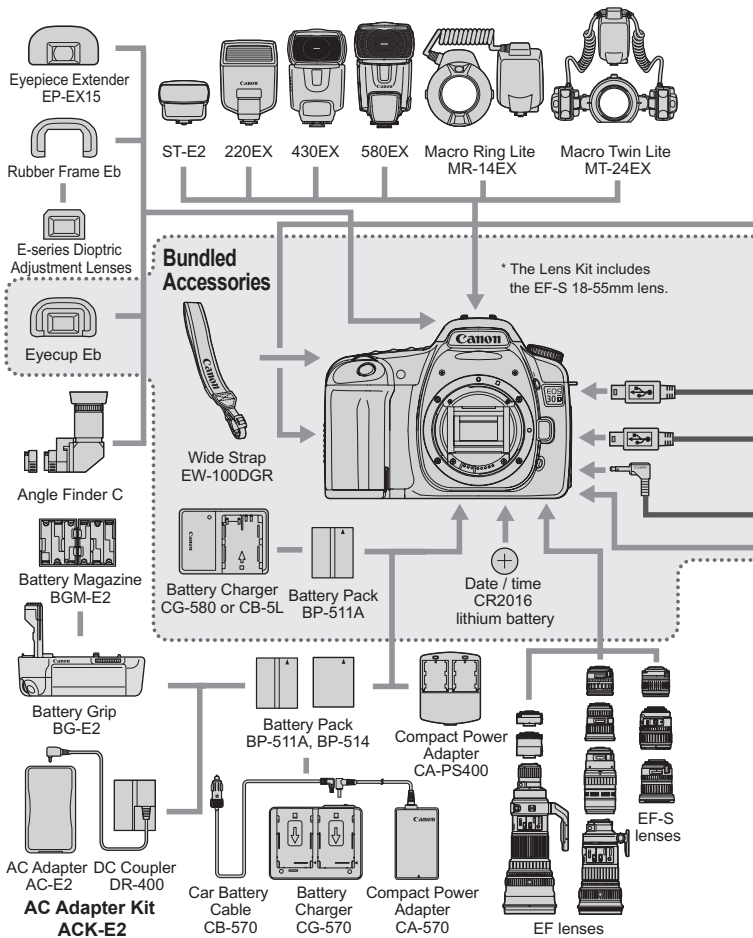 Eyepiece Extender
EP-EX15
Rubber Frame Eb
E-series Dioptric
Adjustment Lenses
Eyecup Eb
Angle Finder C
Battery Magazine
BGM-E2
Canon
Battery Grip
BG-E2
AC Adapter
AC-E2
DC Coupler
DR-400
AC Adapter Kit
ACK-E2
Canon
Canon
ST-E2
220EX
430EX
580EX
Macro Ring Lite
MR-14EX
Macro Twin Lite
MT-24EX
Bundled
Accessories
* The Lens Kit includes
the EF-S 18-55mm lens.
Canon
Wide Strap
EW-100DGR
Canon
EOS
30D
Canon
Battery Charger
CG-580 or CB-5L
Battery Pack
BP-511A
Date / time
CR2016
lithium battery
Battery Pack
BP-511A, BP-514
Compact Power
Adapter
CA-PS400
Car Battery
Cable
CB-570
Battery
Charger
CG-570
Canon
Compact Power
Adapter
CA-570
EF-S
lenses
EF lenses